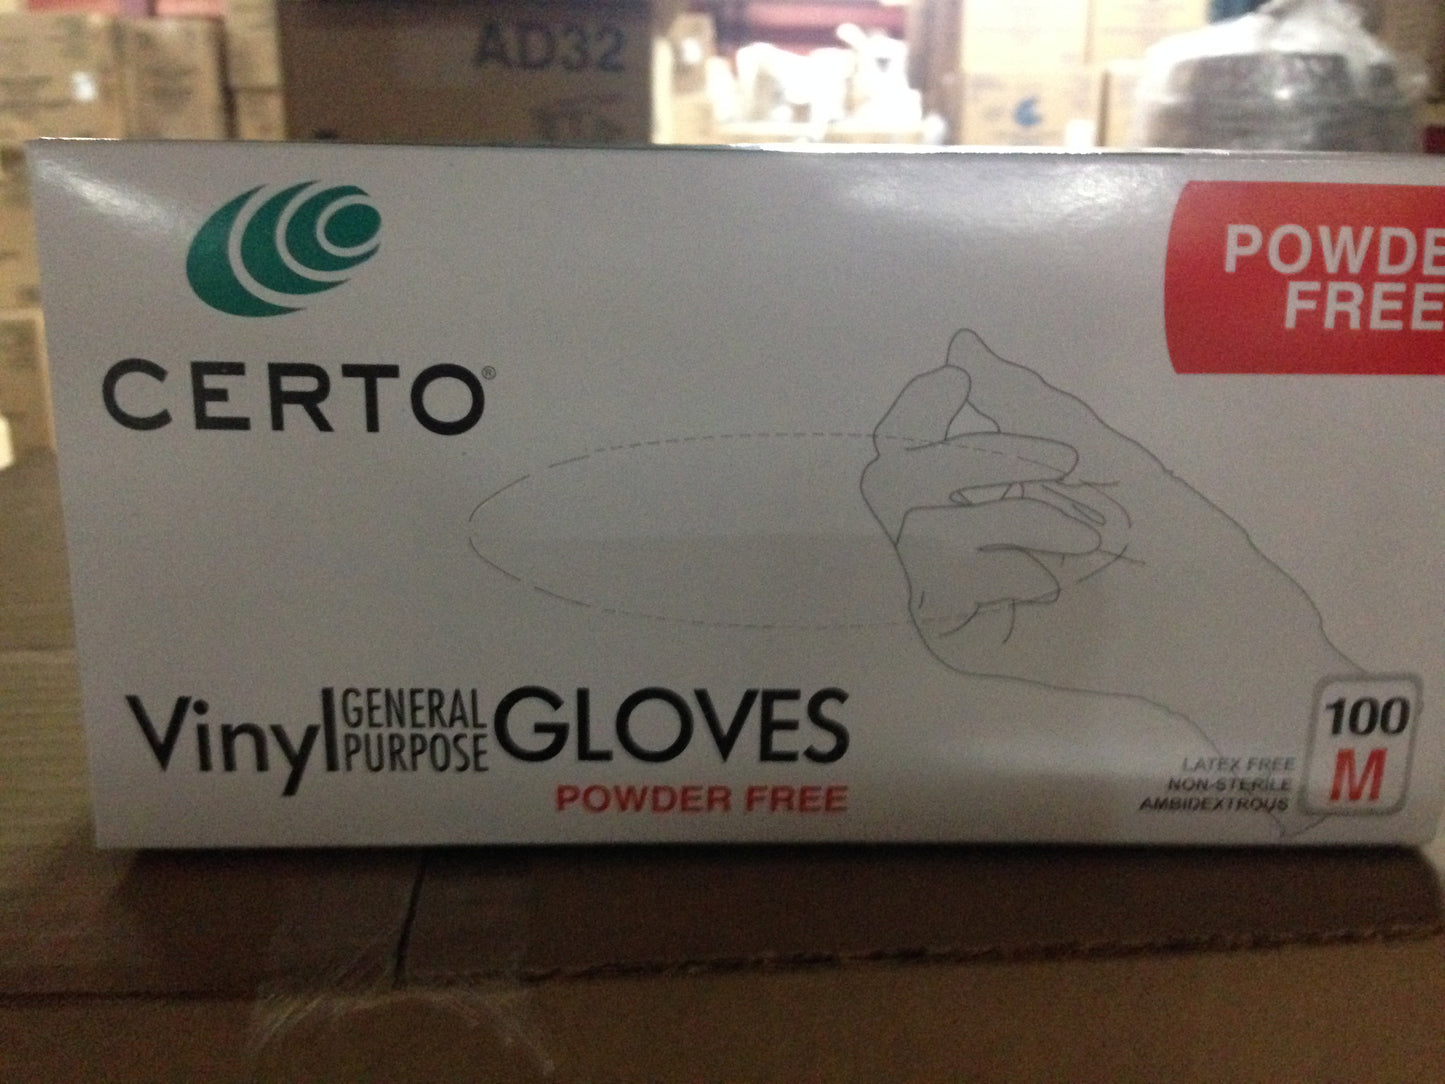 AD32
POWDE
FREE
CERTO®
Vinyl GENERAL PURPOSE GLOVES
POWDER FREE
100
M
LATEX FREE
NON-STERILE
AMBIDEXTROUS